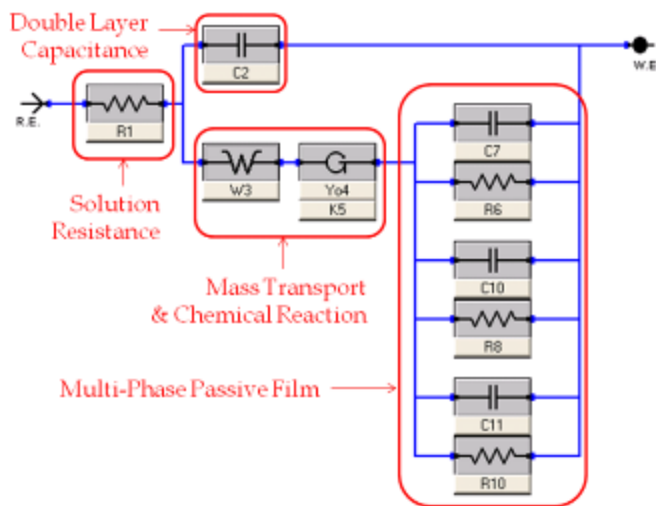 Double Layer
Capacitance
C2
W.E
R.E.
R1
C7
W3
Yo4
K5
R6
Solution
Resistance
C10
Mass Transport
& Chemical Reaction
R8
Multi-Phase Passive Film
C11
R10